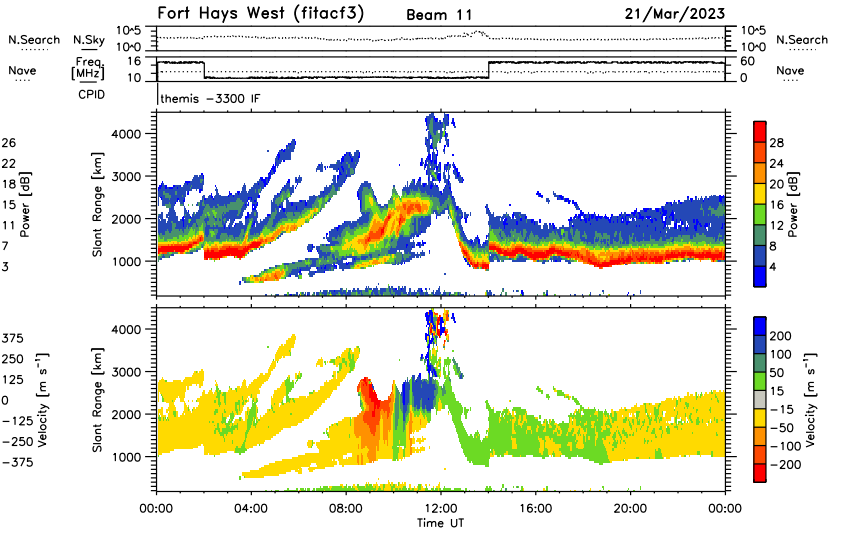 Fort Hays West (fitacf3) Beam 11 21/Mar/2023
N.Search N.Sky 10^5 10^0 10^5 10^0 N.Search
Nave Freq. [MHz] 16 10 60 0 Nave
CPID themis -3300 IF
Power [dB] 26 22 18 15 11 7 3
Slant Range [km] 4000 3000 2000 1000
28 24 20 16 12 8 4 Power [dB]
Velocity [m s^-1] 375 250 125 0 -125 -250 -375
Slant Range [km] 4000 3000 2000 1000
200 100 50 15 -15 -50 -100 -200 Velocity [m s^-1]
00:00 04:00 08:00 12:00 16:00 20:00 00:00
Time UT